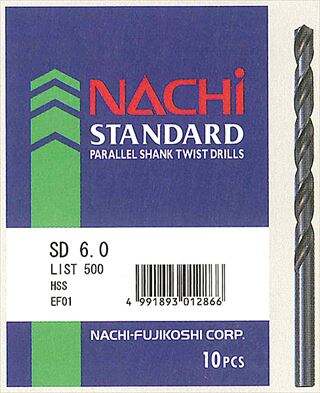 NACHi
STANDARD
PARALLEL SHANK TWIST DRILLS
SD 6.0
LIST 500
HSS
EF01
4 991893 012866
NACHI-FUJIKOSHI CORP.
10PCS